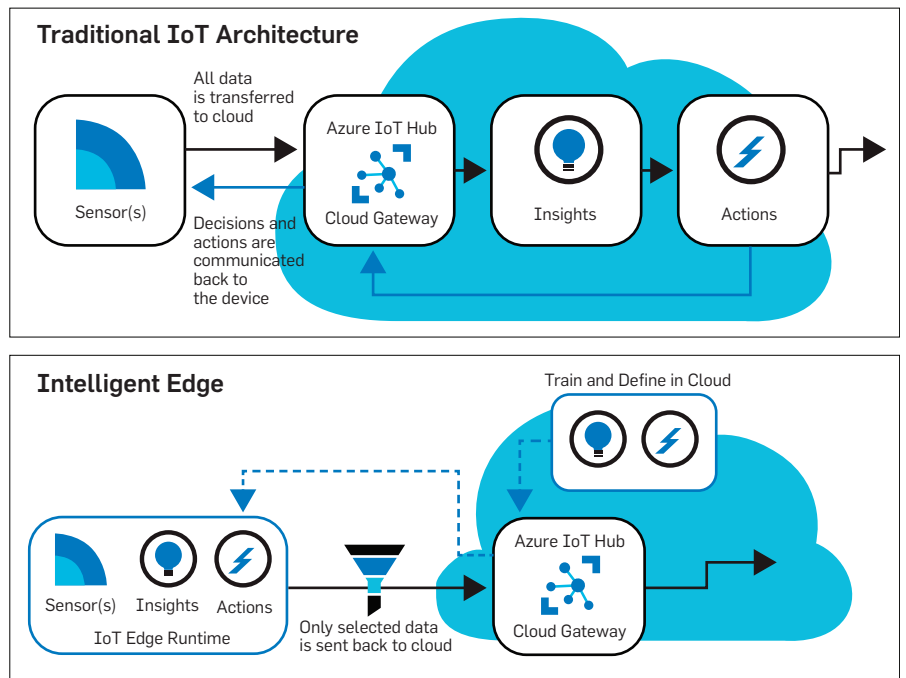 Traditional IoT Architecture
All data
is transferred
to cloud
Sensor(s)
Decisions and
actions are
communicated
back to
the device
Azure IoT Hub
Cloud Gateway
Insights
Actions
Intelligent Edge
Train and Define in Cloud
Sensor(s)
Insights
Actions
IoT Edge Runtime
Only selected data
is sent back to cloud
Azure IoT Hub
Cloud Gateway